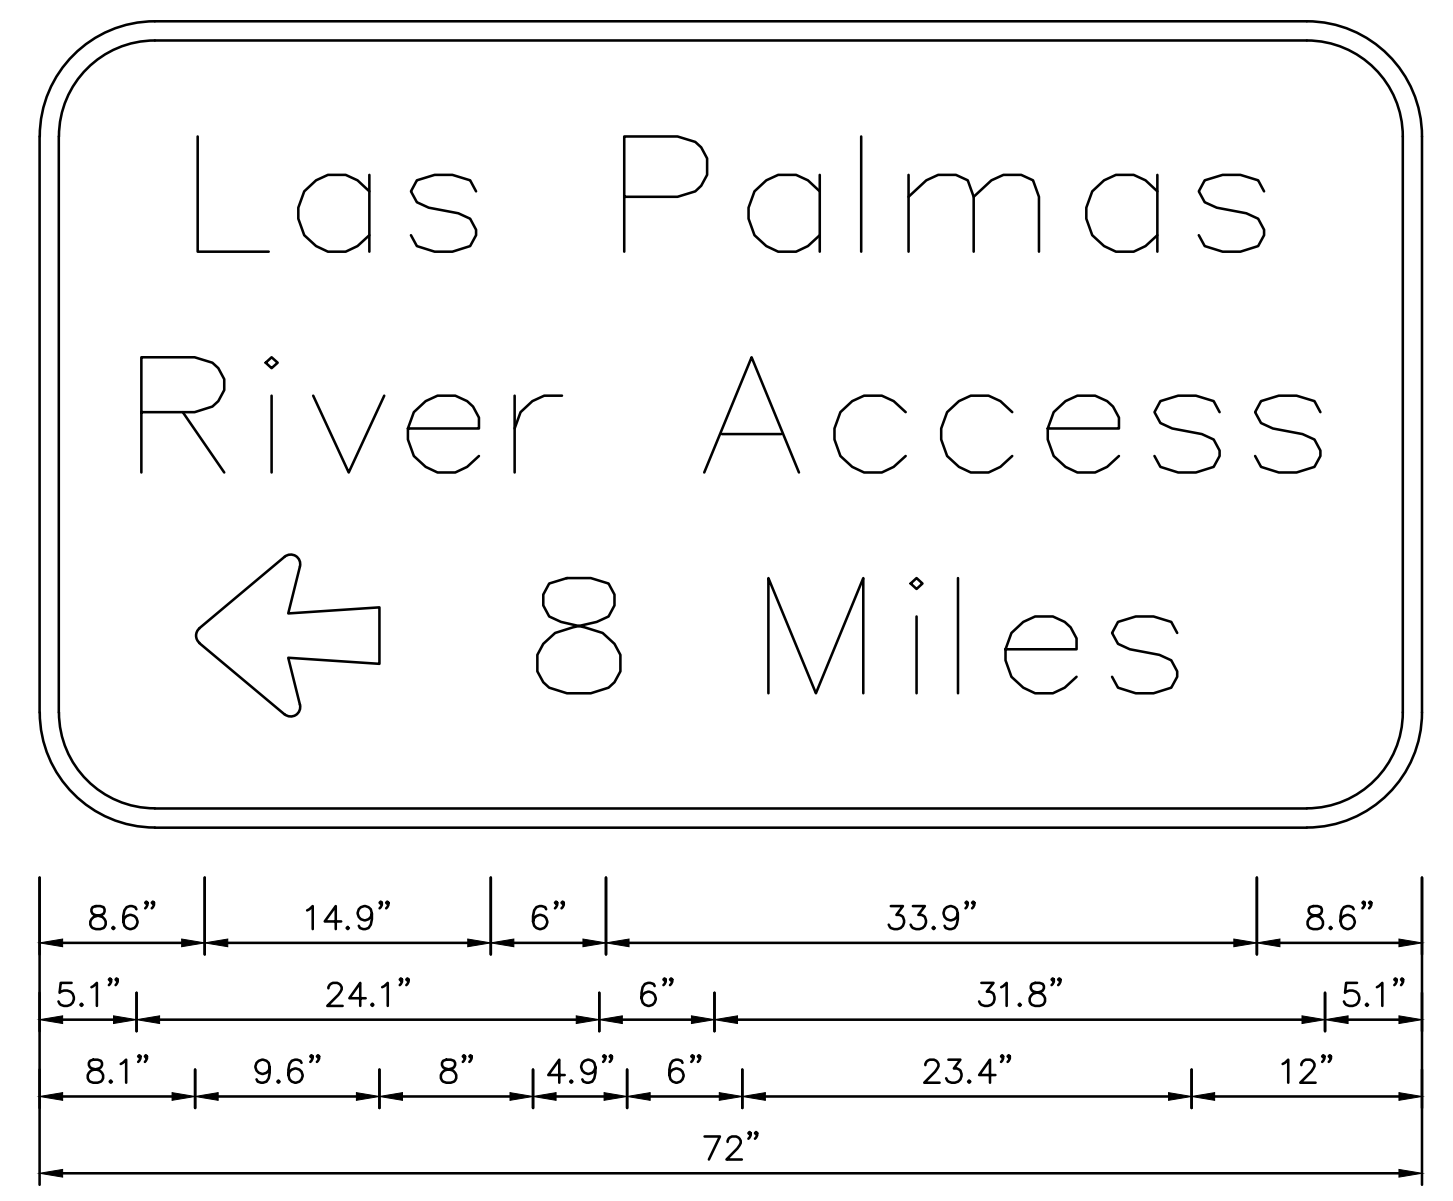 Las Palmas
River Access
8 Miles
8.6” 14.9” 6” 33.9” 8.6”
5.1” 24.1” 6” 31.8” 5.1”
8.1” 9.6” 8” 4.9” 6” 23.4” 12”
72”